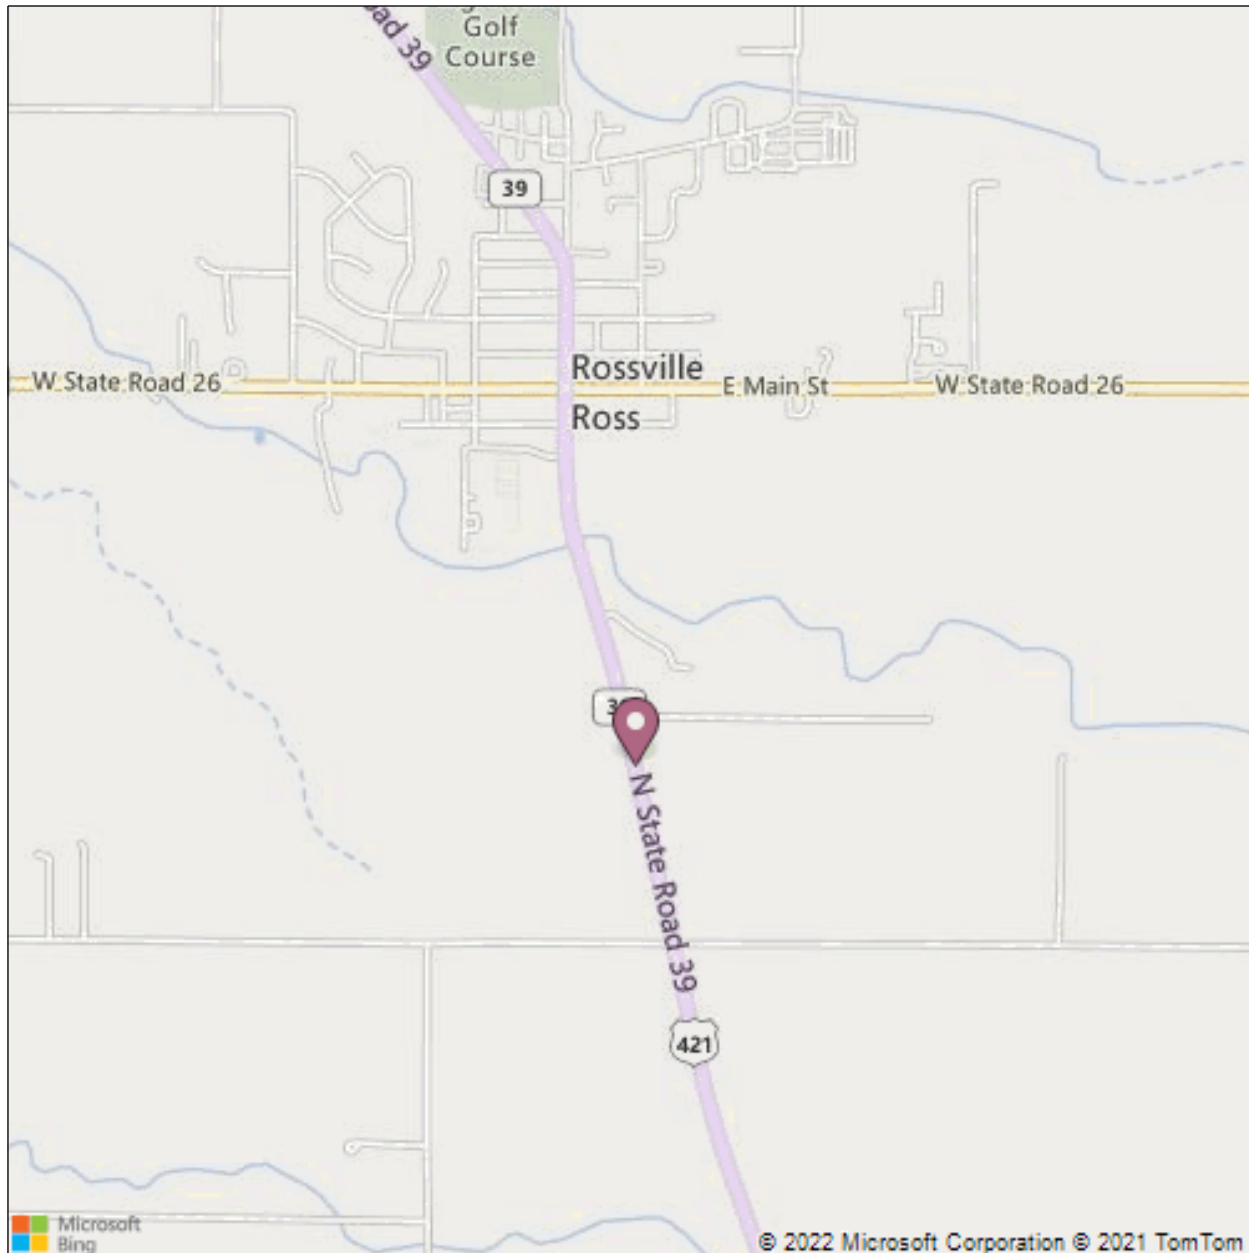 Golf
Course
oad 39
39
Rossville
W State Road 26
E Main St
W State Road 26
Ross
N State Road 39
421
Microsoft
Bing
© 2022 Microsoft Corporation © 2021 TomTom